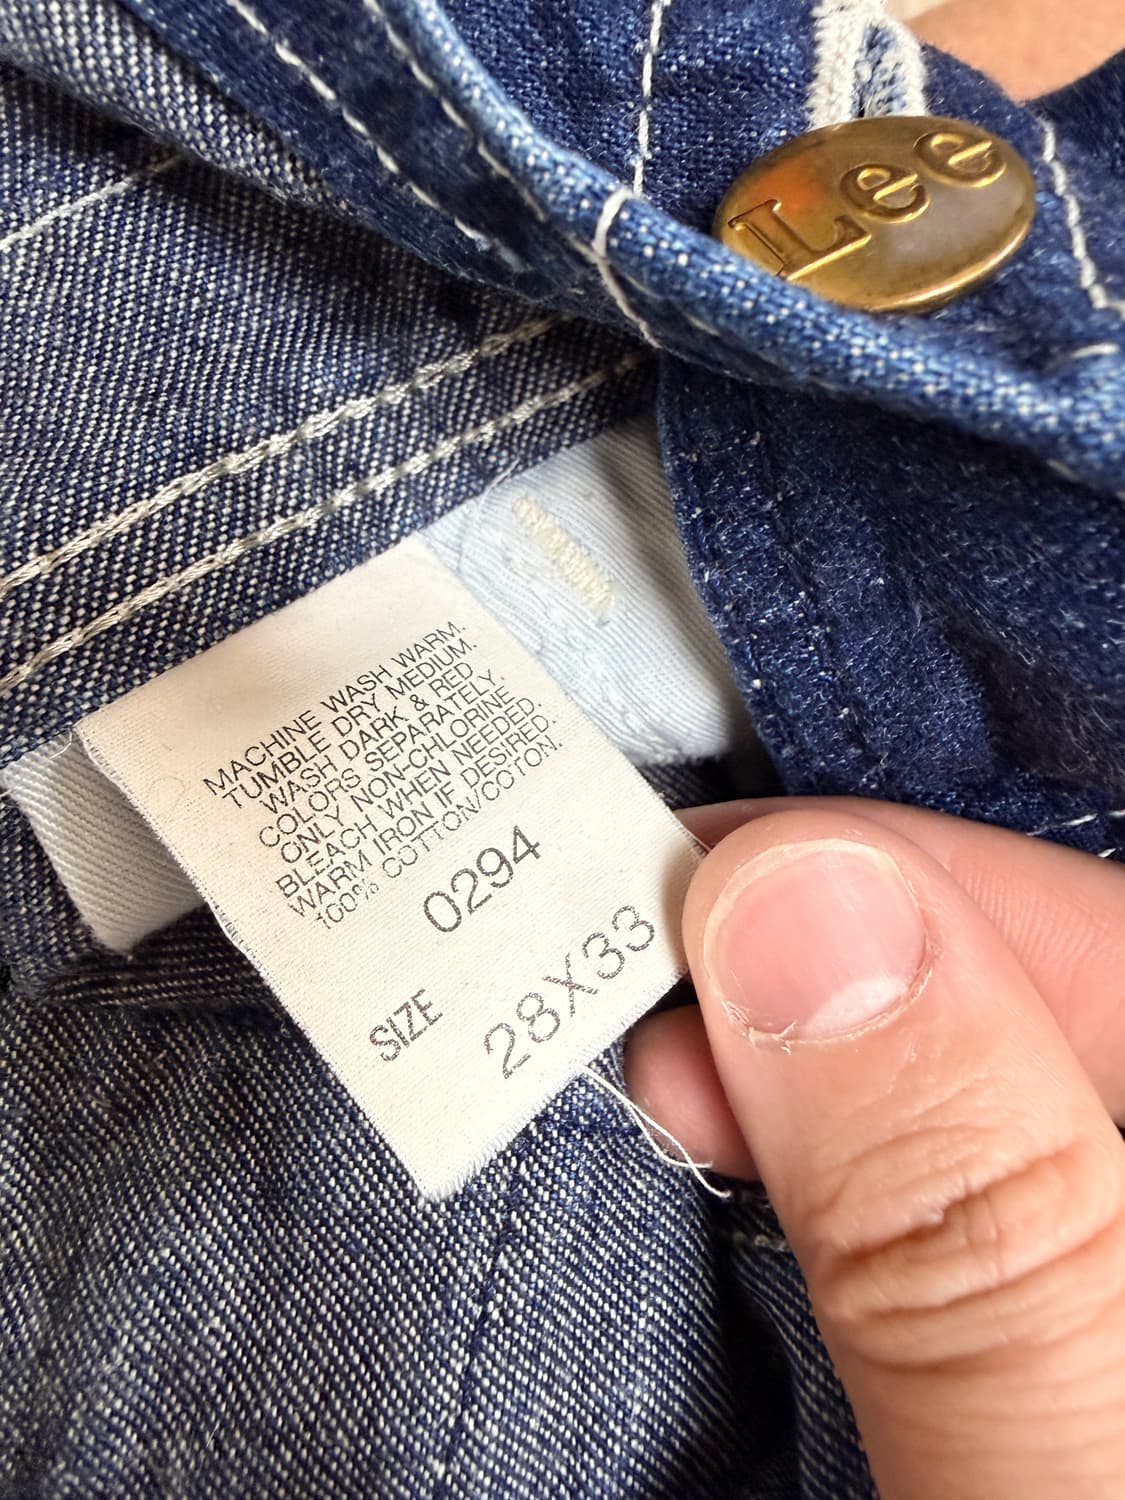 Lee
MACHINE WASH WARM.
TUMBLE DRY MEDIUM.
WASH DARK & RED
COLORS SEPARATELY.
ONLY NON-CHLORINE
BLEACH WHEN NEEDED.
WARM IRON IF DESIRED.
100% COTTON/COTON.
0294
SIZE 28X33